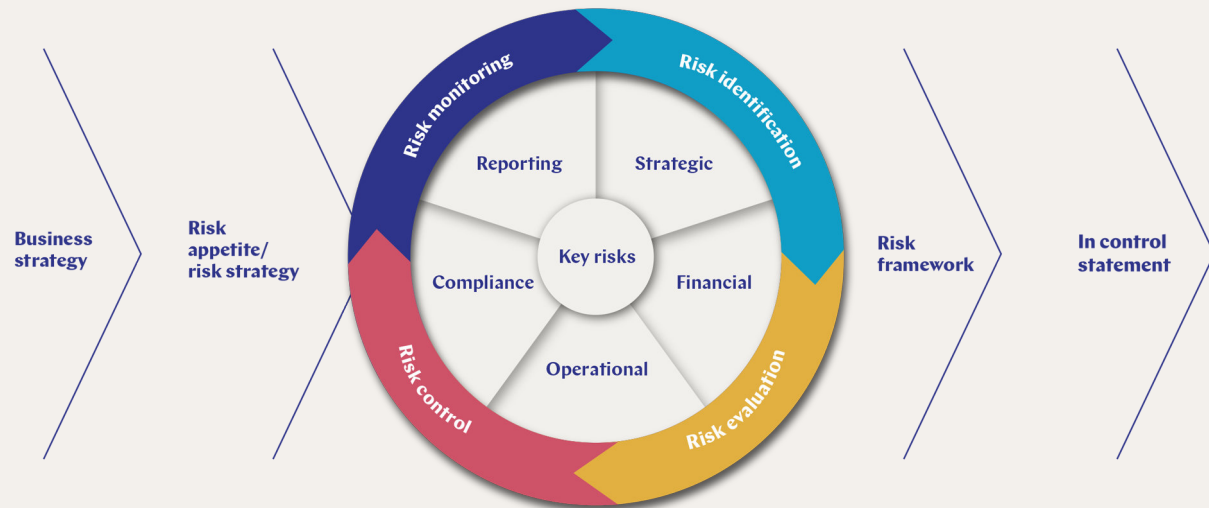 Business
strategy
Risk
appetite/
risk strategy
Risk monitoring
Risk identification
Reporting
Strategic
Key risks
Compliance
Financial
Operational
Risk control
Risk evaluation
Risk
framework
In control
statement